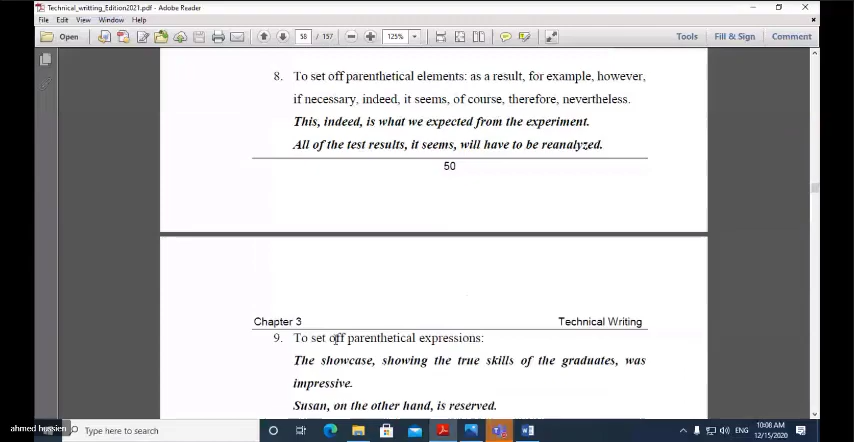 Technical_writting_Edition2021.pdf - Adobe Reader
File Edit View Window Help
Open 58 / 157 125% Tools Fill & Sign Comment
8. To set off parenthetical elements: as a result, for example, however,
if necessary, indeed, it seems, of course, therefore, nevertheless.
This, indeed, is what we expected from the experiment.
All of the test results, it seems, will have to be reanalyzed.
50
Chapter 3 Technical Writing
9. To set off parenthetical expressions:
The showcase, showing the true skills of the graduates, was
impressive.
Susan, on the other hand, is reserved.
ahmed hussien
Type here to search
ENG
10:08 AM
12/15/2020